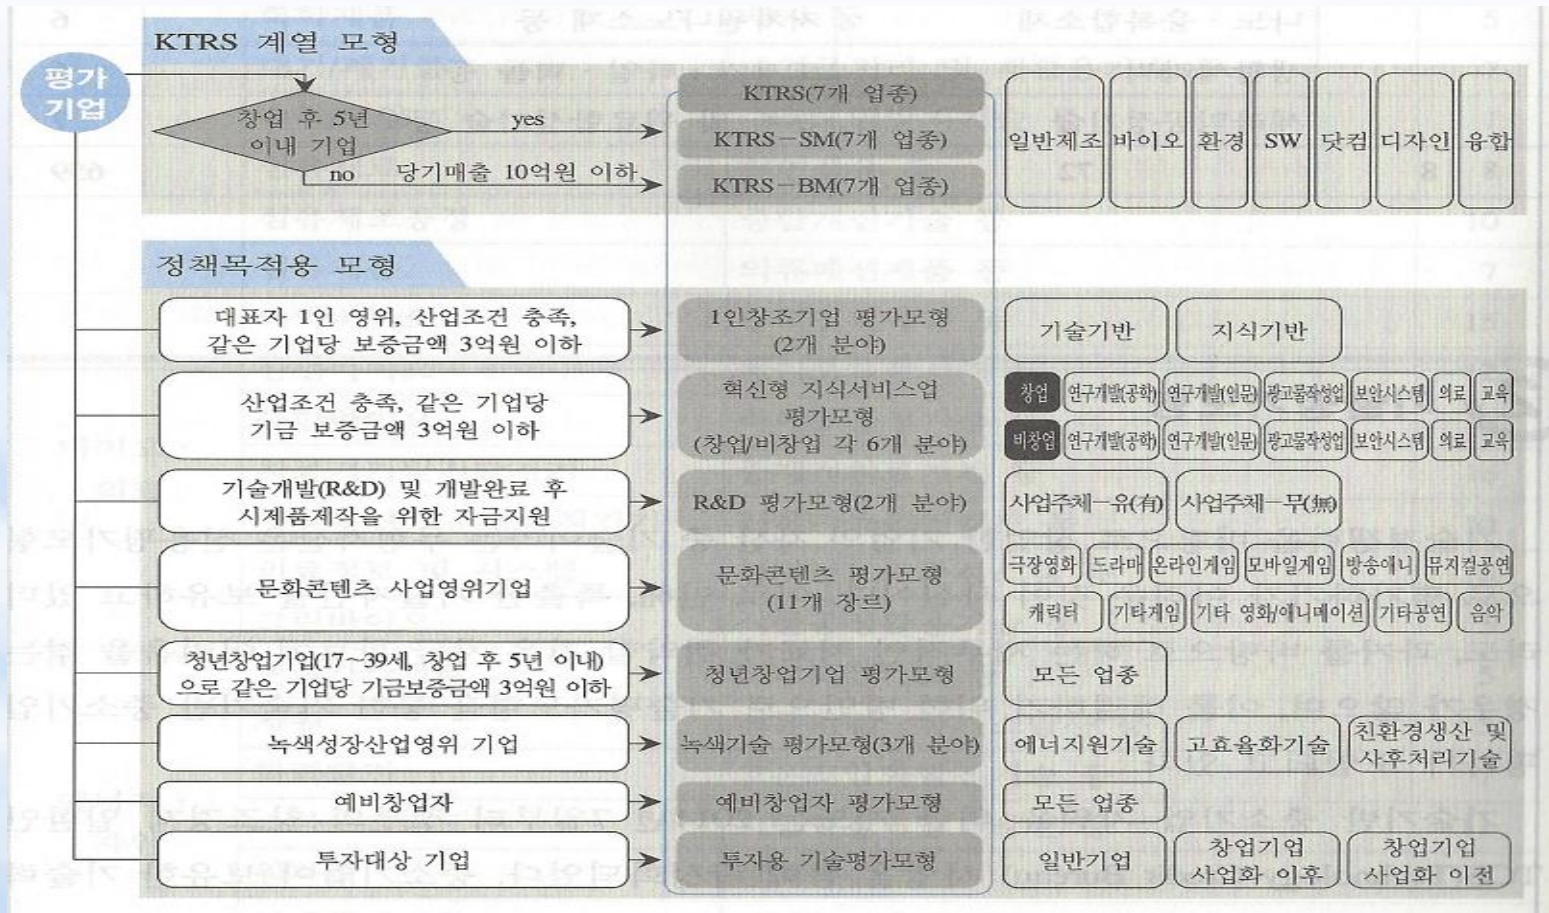 KTRS 계열 모형
평가
기업
창업 후 5년
이내 기업
yes
no
당기매출 10억원 이하
KTRS(7개 업종)
KTRS-SM(7개 업종)
KTRS-BM(7개 업종)
일반제조 바이오 환경 SW 닷컴 디자인 융합
정책목적용 모형
대표자 1인 영위, 산업조건 충족,
같은 기업당 보증금액 3억원 이하
1인창조기업 평가모형
(2개 분야)
기술기반 지식기반
산업조건 충족, 같은 기업당
기금 보증금액 3억원 이하
혁신형 지식서비스업
평가모형
(창업/비창업 각 6개 분야)
창업 연구개발(공학) 연구개발(인문) 광고물작성업 보안시스템 의료 교육
비창업 연구개발(공학) 연구개발(인문) 광고물작성업 보안시스템 의료 교육
기술개발(R&D) 및 개발완료 후
시제품제작을 위한 자금지원
R&D 평가모형(2개 분야)
사업주체-유(有) 사업주체-무(無)
문화콘텐츠 사업영위기업
문화콘텐츠 평가모형
(11개 장르)
극장영화 드라마 온라인게임 모바일게임 방송애니 뮤지컬공연
캐릭터 기타게임 기타 영화/애니메이션 기타공연 음악
청년창업기업(17~39세, 창업 후 5년 이내)
으로 같은 기업당 기금보증금액 3억원 이하
청년창업기업 평가모형
모든 업종
녹색성장산업영위 기업
녹색기술 평가모형(3개 분야)
에너지원기술 고효율화기술 친환경생산 및
사후처리기술
예비창업자
예비창업자 평가모형
모든 업종
투자대상 기업
투자용 기술평가모형
일반기업
창업기업
사업화 이후
창업기업
사업화 이전